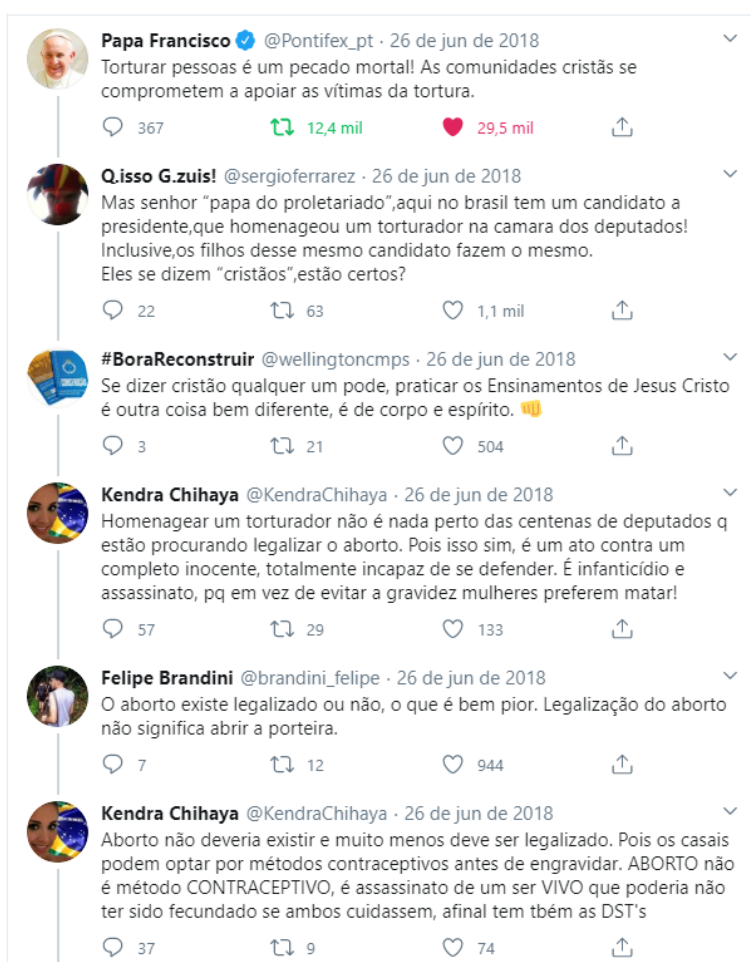 Papa Francisco @Pontifex_pt · 26 de jun de 2018
Torturar pessoas é um pecado mortal! As comunidades cristãs se
comprometem a apoiar as vítimas da tortura.
367 12,4 mil 29,5 mil
Q.isso G.zuis! @sergioferrarez · 26 de jun de 2018
Mas senhor “papa do proletariado”,aqui no brasil tem um candidato a
presidente,que homenageou um torturador na camara dos deputados!
Inclusive,os filhos desse mesmo candidato fazem o mesmo.
Eles se dizem “cristãos”,estão certos?
22 63 1,1 mil
#BoraReconstruir @wellingtoncmps · 26 de jun de 2018
Se dizer cristão qualquer um pode, praticar os Ensinamentos de Jesus Cristo
é outra coisa bem diferente, é de corpo e espírito. 👊
3 21 504
Kendra Chihaya @KendraChihaya · 26 de jun de 2018
Homenagear um torturador não é nada perto das centenas de deputados q
estão procurando legalizar o aborto. Pois isso sim, é um ato contra um
completo inocente, totalmente incapaz de se defender. É infanticídio e
assassinato, pq em vez de evitar a gravidez mulheres preferem matar!
57 29 133
Felipe Brandini @brandini_felipe · 26 de jun de 2018
O aborto existe legalizado ou não, o que é bem pior. Legalização do aborto
não significa abrir a porteira.
7 12 944
Kendra Chihaya @KendraChihaya · 26 de jun de 2018
Aborto não deveria existir e muito menos deve ser legalizado. Pois os casais
podem optar por métodos contraceptivos antes de engravidar. ABORTO não
é método CONTRACEPTIVO, é assassinato de um ser VIVO que poderia não
ter sido fecundado se ambos cuidassem, afinal tem tbém as DST's
37 9 74